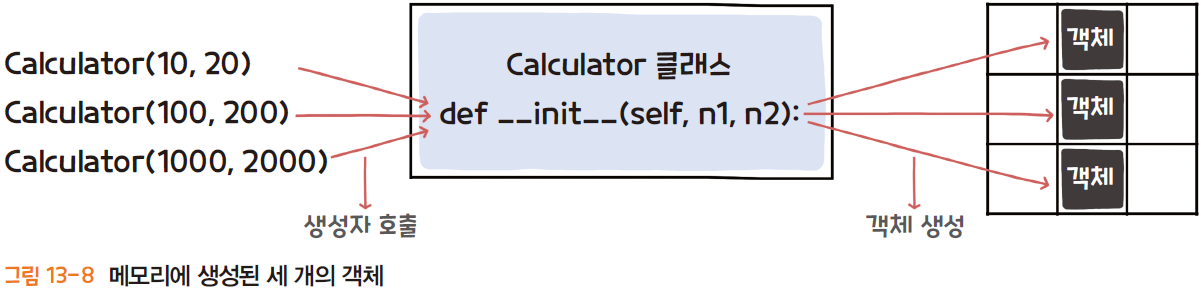 Calculator(10, 20)
Calculator(100, 200)
Calculator(1000, 2000)
생성자 호출
Calculator 클래스
def __init__(self, n1, n2):
객체 생성
객체
객체
객체
그림 13-8 메모리에 생성된 세 개의 객체